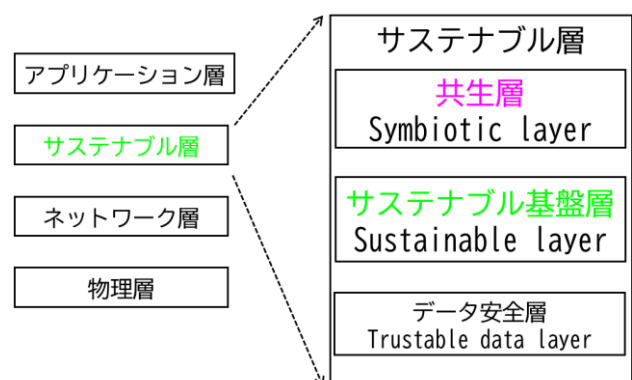 アプリケーション層
サステナブル層
ネットワーク層
物理層
サステナブル層
共生層
Symbiotic layer
サステナブル基盤層
Sustainable layer
データ安全層
Trustable data layer